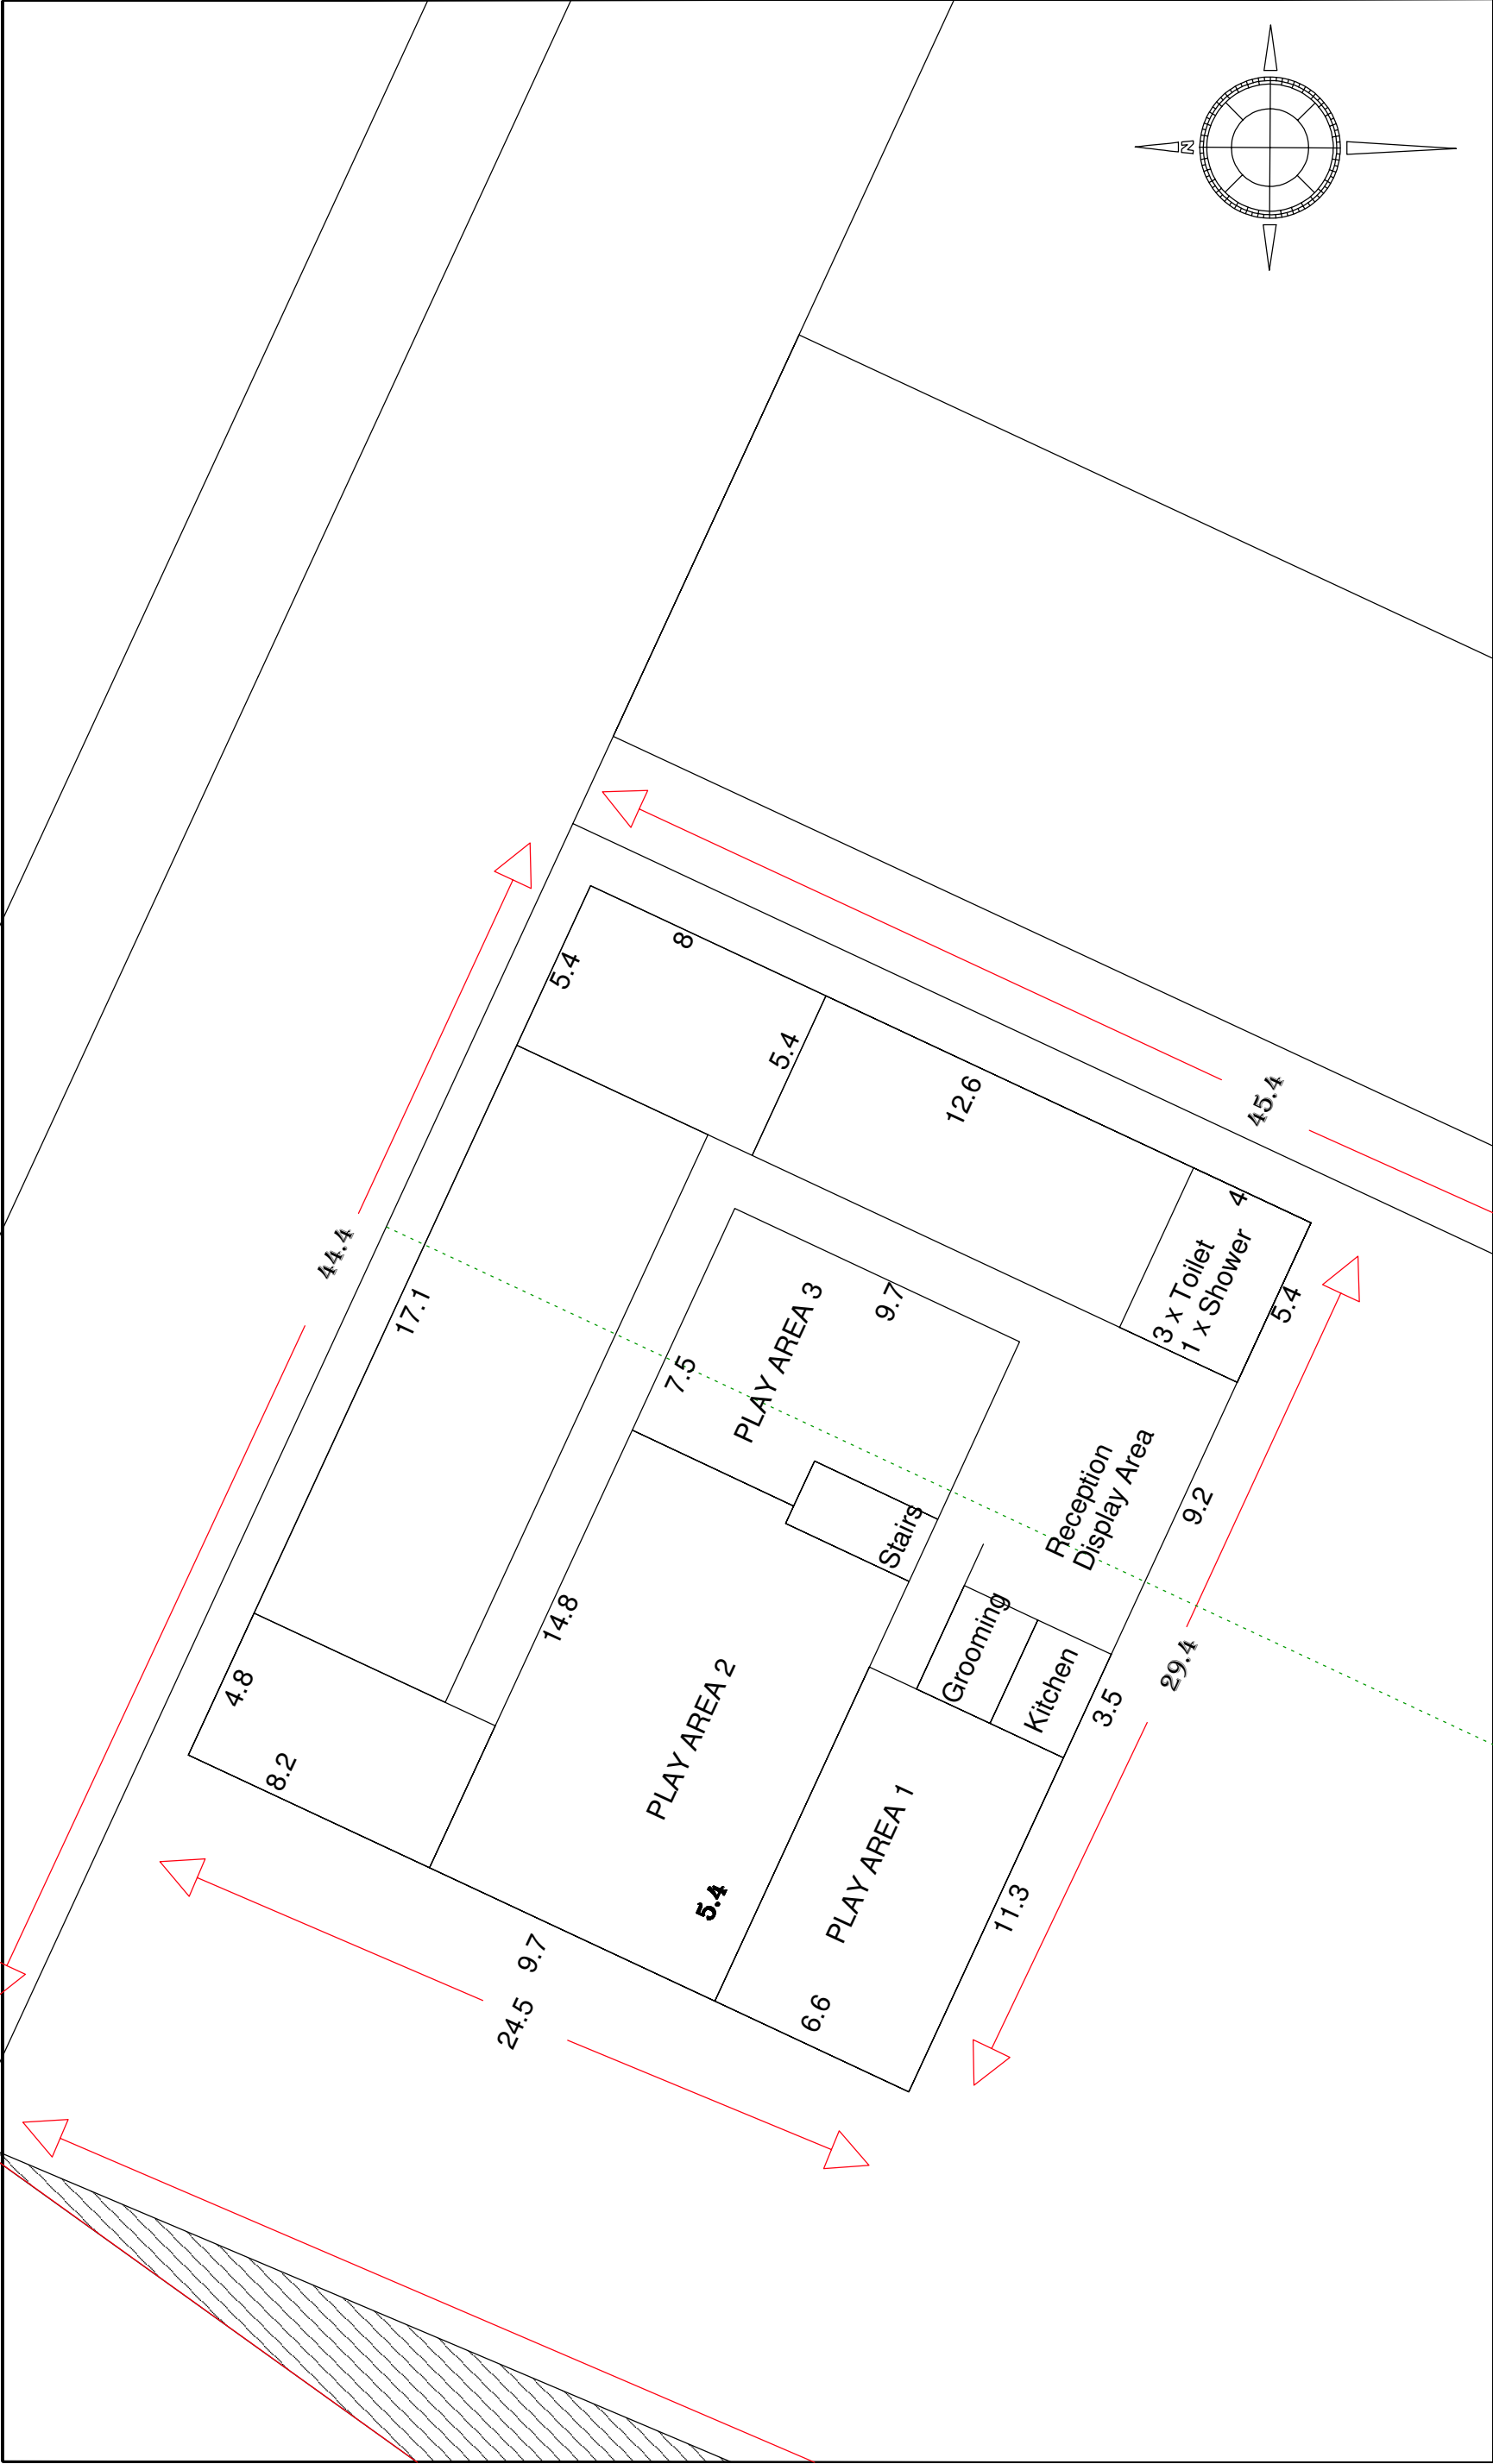 N
5.4
8
5.4
12.6
45.4
4
3 x Toilet
1 x Shower
5.4
44.4
17.1
PLAY AREA 3
9.7
7.5
Reception
Display Area
9.2
Stairs
14.8
Grooming
Kitchen
29.4
3.5
4.8
8.2
PLAY AREA 2
PLAY AREA 1
5.4
11.3
9.7
24.5
6.6